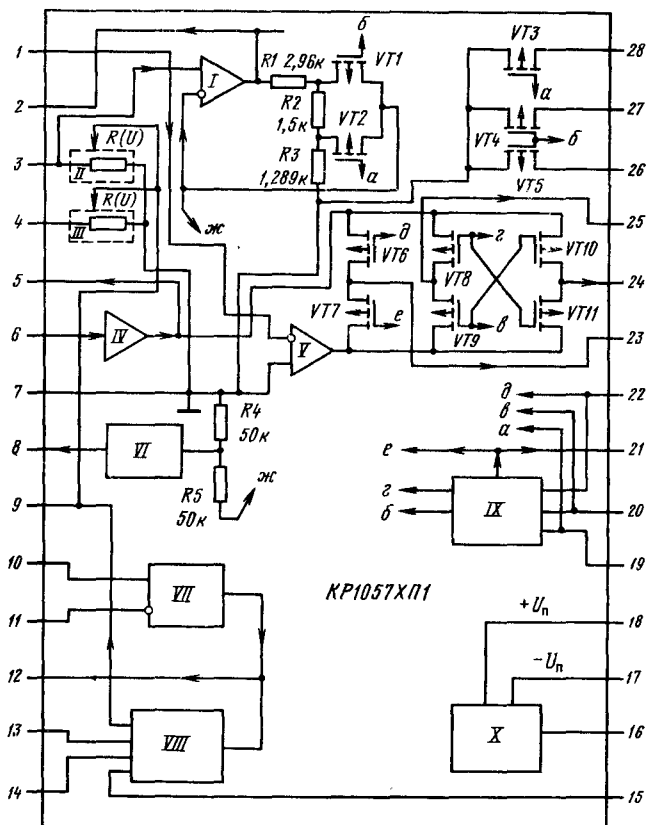 1
2
3
4
5
6
7
8
9
10
11
12
13
14
I
R1 2,96к
б
VT1
R2
1,5к
VT2
R3
1,289к
а
R(U)
II
R(U)
III
ж
IV
V
VT3
а
VT4
б
VT5
VT6
д
VT7
е
VT8
г
VT9
в
VT10
VT11
R4
50к
R5
50к
ж
VI
VII
VIII
IX
д
в
а
е
г
б
КР1057ХП1
+Uп
−Uп
X
28
27
26
25
24
23
22
21
20
19
18
17
16
15